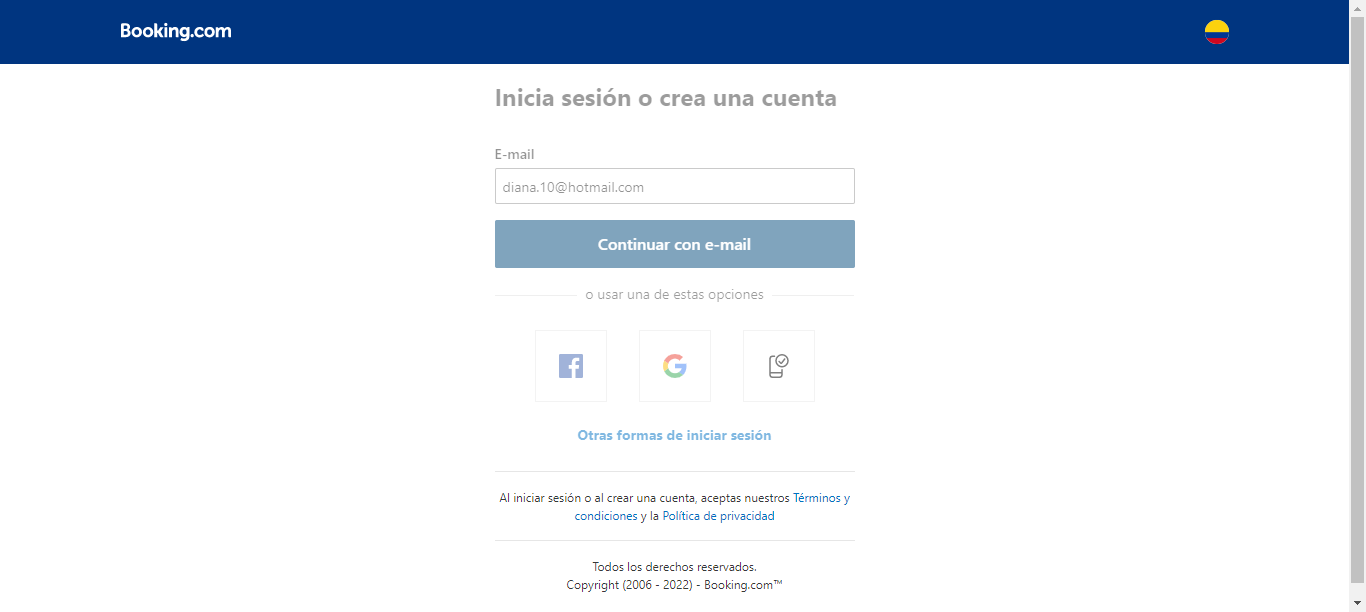 Booking.com
Inicia sesión o crea una cuenta
E-mail
diana.10@hotmail.com
Continuar con e-mail
o usar una de estas opciones
Otras formas de iniciar sesión
Al iniciar sesión o al crear una cuenta, aceptas nuestros Términos y
condiciones y la Política de privacidad
Todos los derechos reservados.
Copyright (2006 - 2022) - Booking.com™